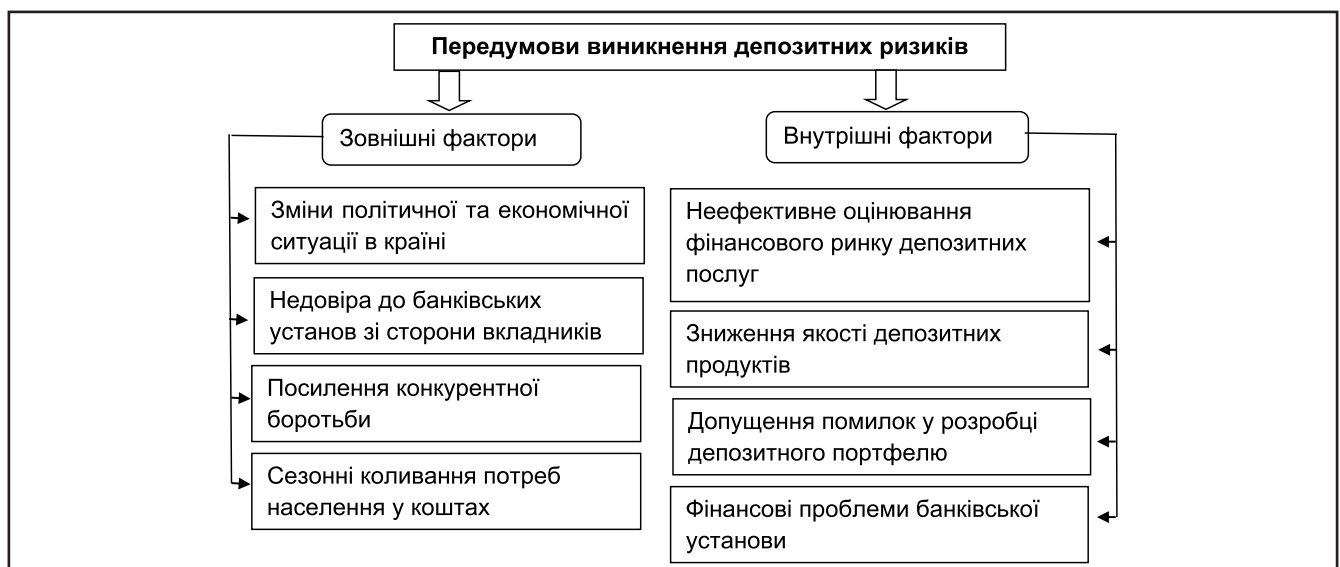 Передумови виникнення депозитних ризиків
Зовнішні фактори
Зміни політичної та економічної
ситуації в країні
Недовіра до банківських
установ зі сторони вкладників
Посилення конкурентної
боротьби
Сезонні коливання потреб
населення у коштах
Внутрішні фактори
Неефективне оцінювання
фінансового ринку депозитних
послуг
Зниження якості депозитних
продуктів
Допущення помилок у розробці
депозитного портфелю
Фінансові проблеми банківської
установи